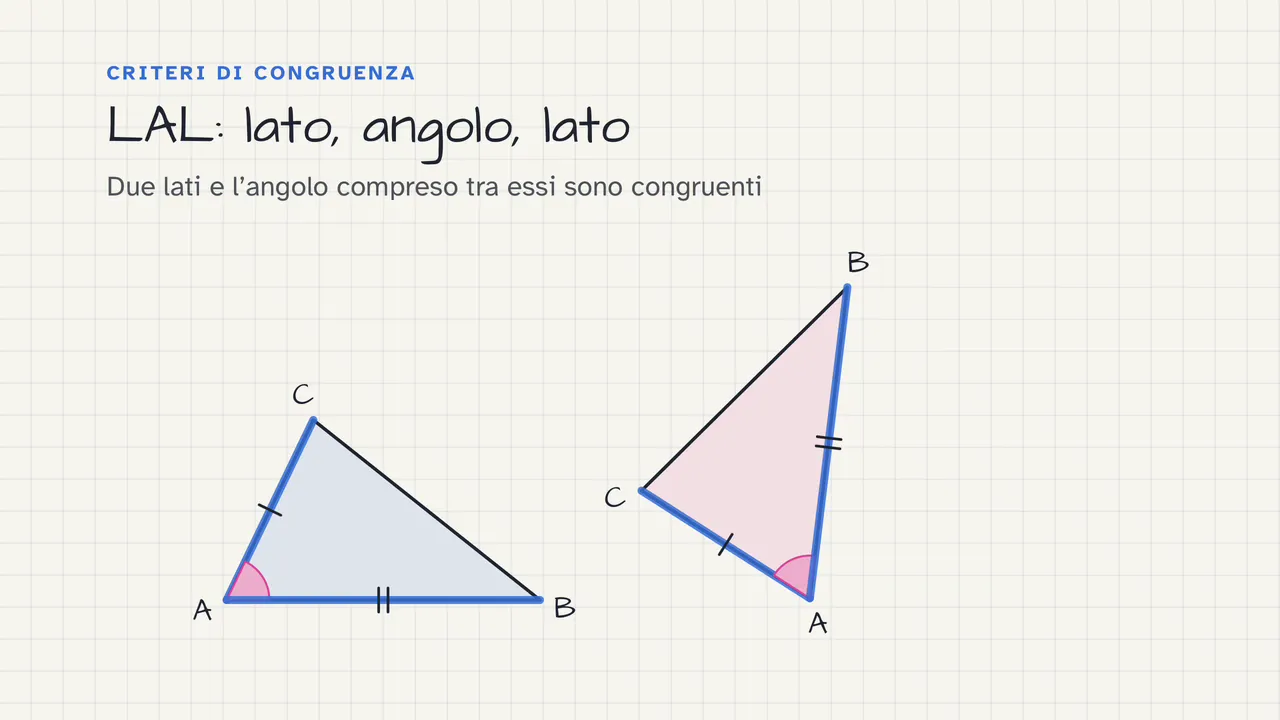 CRITERI DI CONGRUENZA
LAL: lato, angolo, lato
Due lati e l’angolo compreso tra essi sono congruenti
B
C
C
A
B
A